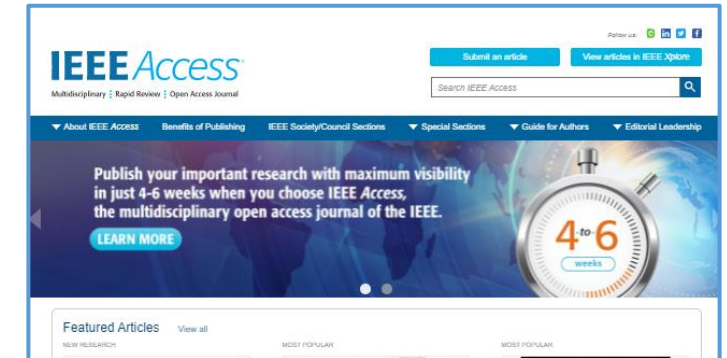 Follow us:
Submit an article
View articles in IEEE Xplore
IEEE Access
Multidisciplinary Rapid Review Open Access Journal
Search IEEE Access
About IEEE Access Benefits of Publishing IEEE Society/Council Sections Special Sections Guide for Authors Editorial Leadership
Publish your important research with maximum visibility
in just 4-6 weeks when you choose IEEE Access,
the multidisciplinary open access journal of the IEEE.
LEARN MORE
4-to-6
weeks
Featured Articles View all
NEW RESEARCH MOST POPULAR MOST POPULAR